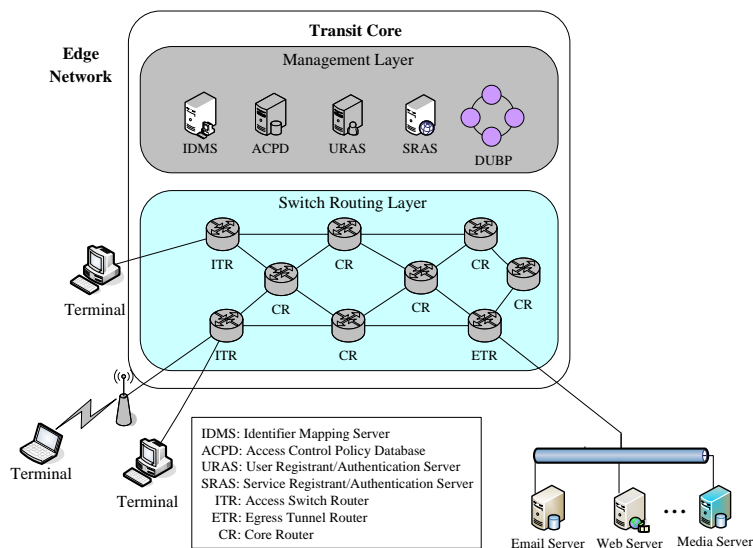 Transit Core
Edge
Network
Management Layer
IDMS
ACPD
URAS
SRAS
DUBP
Switch Routing Layer
ITR
CR
CR
CR
CR
CR
ITR
CR
ETR
Terminal
Terminal
Terminal
IDMS: Identifier Mapping Server
ACPD: Access Control Policy Database
URAS: User Registrant/Authentication Server
SRAS: Service Registrant/Authentication Server
ITR: Access Switch Router
ETR: Egress Tunnel Router
CR: Core Router
Email Server
Web Server
Media Server